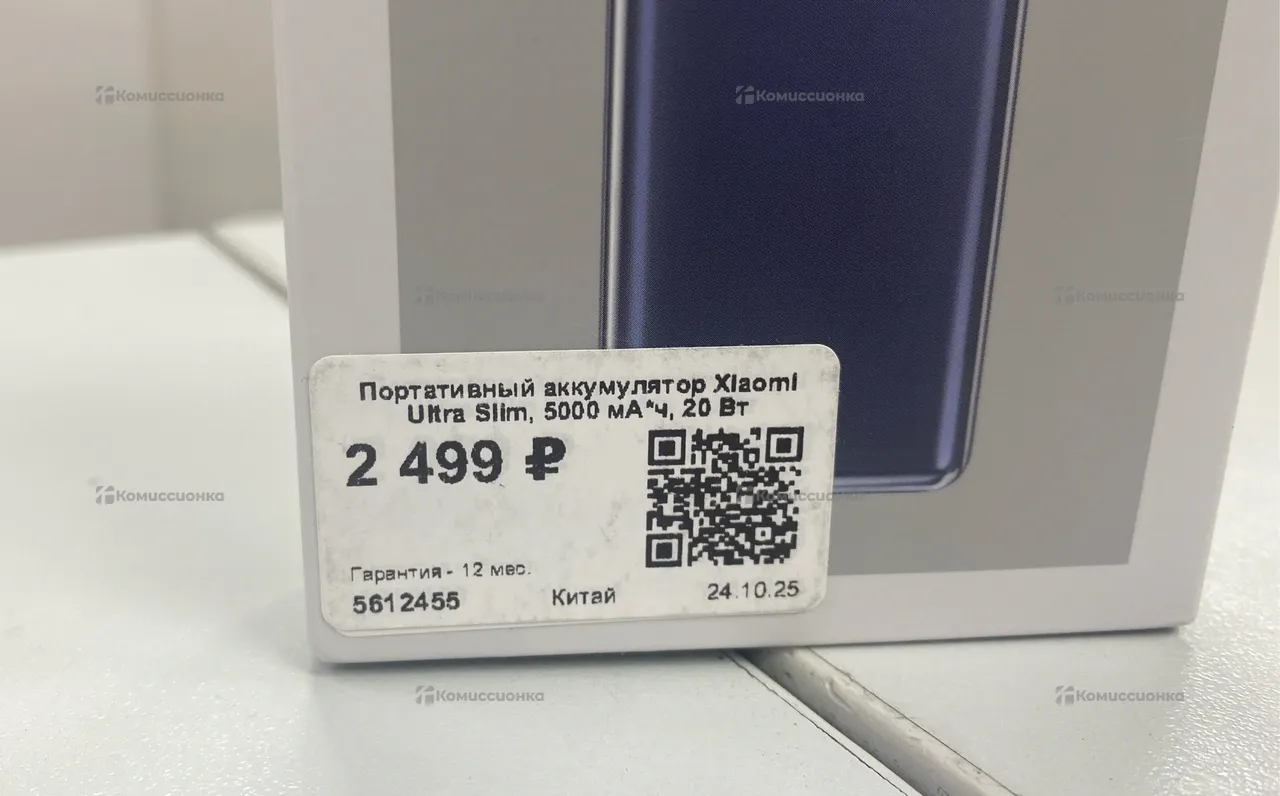 Комиссионка
Комиссионка
Комиссионка
Комиссионка
Портативный аккумулятор Xiaomi
Ultra Slim, 5000 мА*ч, 20 Вт
2 499 ₽
Комиссионка
Комиссионка
Гарантия - 12 мес.
5612455 Китай 24.10.25
Комиссионка
Комиссионка